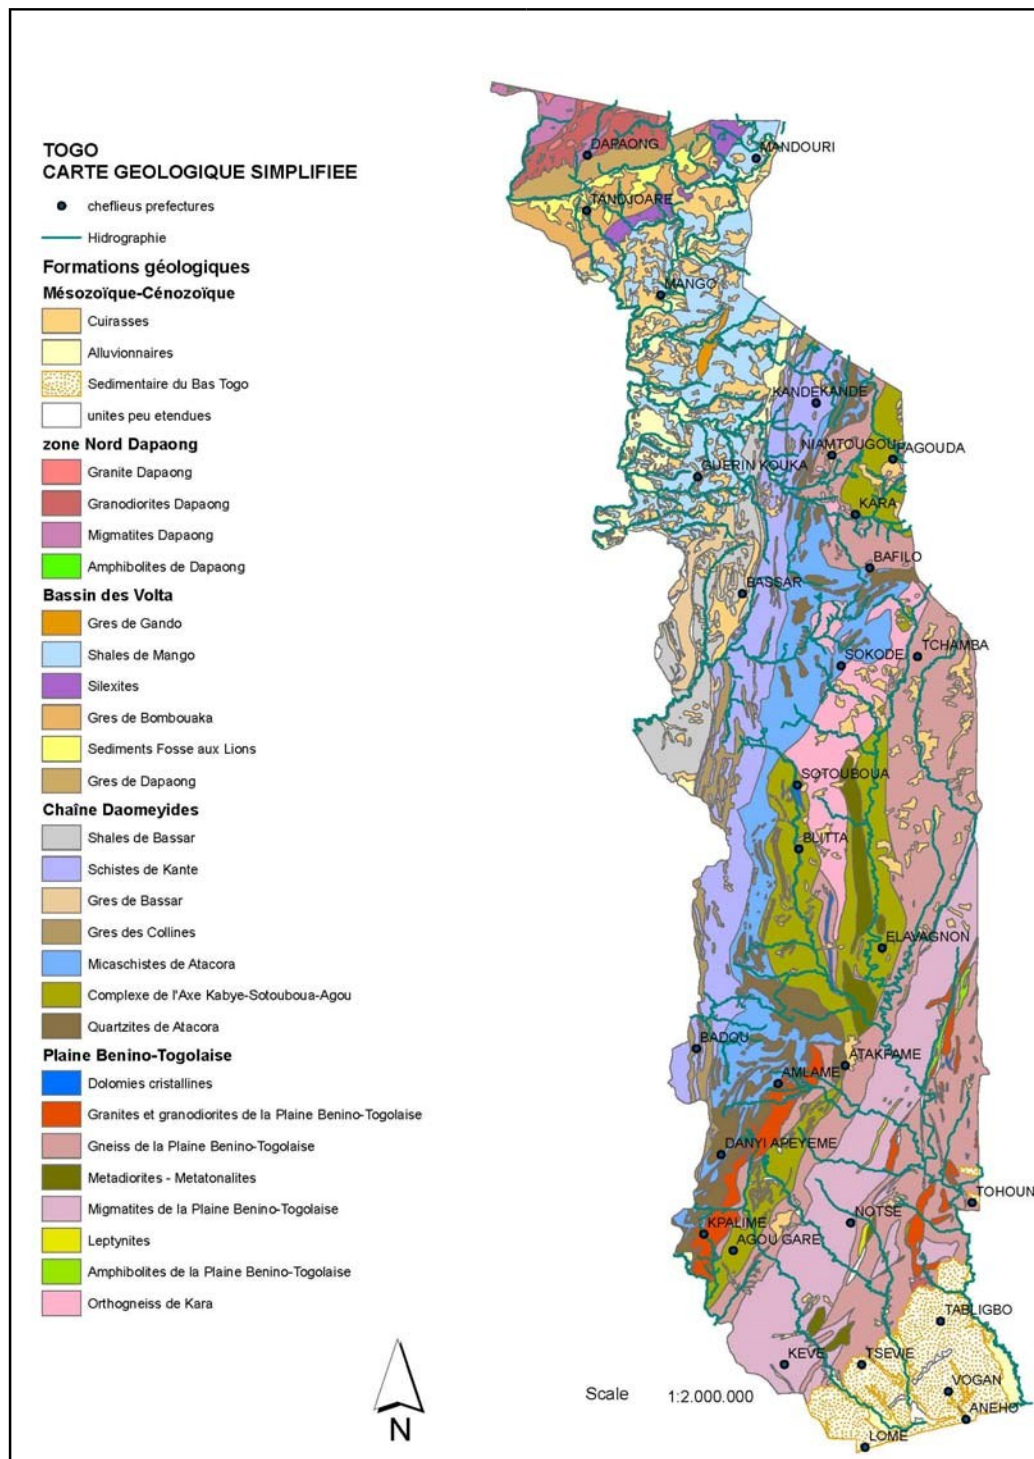 TOGO
CARTE GEOLOGIQUE SIMPLIFIEE
cheflieus prefectures
Hidrographie
Formations géologiques
Mésozoïque-Cénozoïque
Cuirasses
Alluvionnaires
Sedimentaire du Bas Togo
unites peu etendues
zone Nord Dapaong
Granite Dapaong
Granodiorites Dapaong
Migmatites Dapaong
Amphibolites de Dapaong
Bassin des Volta
Gres de Gando
Shales de Mango
Silexites
Gres de Bombouaka
Sediments Fosse aux Lions
Gres de Dapaong
Chaîne Daomeyides
Shales de Bassar
Schistes de Kante
Gres de Bassar
Gres des Collines
Micaschistes de Atacora
Complexe de l'Axe Kabye-Sotouboua-Agou
Quartzites de Atacora
Plaine Benino-Togolaise
Dolomies cristallines
Granites et granodiorites de la Plaine Benino-Togolaise
Gneiss de la Plaine Benino-Togolaise
Metadiorites - Metatonalites
Migmatites de la Plaine Benino-Togolaise
Leptynites
Amphibolites de la Plaine Benino-Togolaise
Orthogneiss de Kara
N
Scale 1:2.000.000
DAPAONG
MANDOURI
TANDJOARE
MANGO
KANDEKANDE
NIAMTOUGOU
PAGOUDA
GUERIN KOUKA
KARA
BAFILO
BASSAR
TCHAMBA
SOKODE
SOTOUBOUA
BLITTA
ELAVAGNON
BADOU
ATAKPAME
AMLAME
DANYI APEYEME
TOHOUN
NOTSE
KPALIME
AGOU GARE
TABLIGBO
KEVE
TSEVIE
VOGAN
ANEHO
LOME